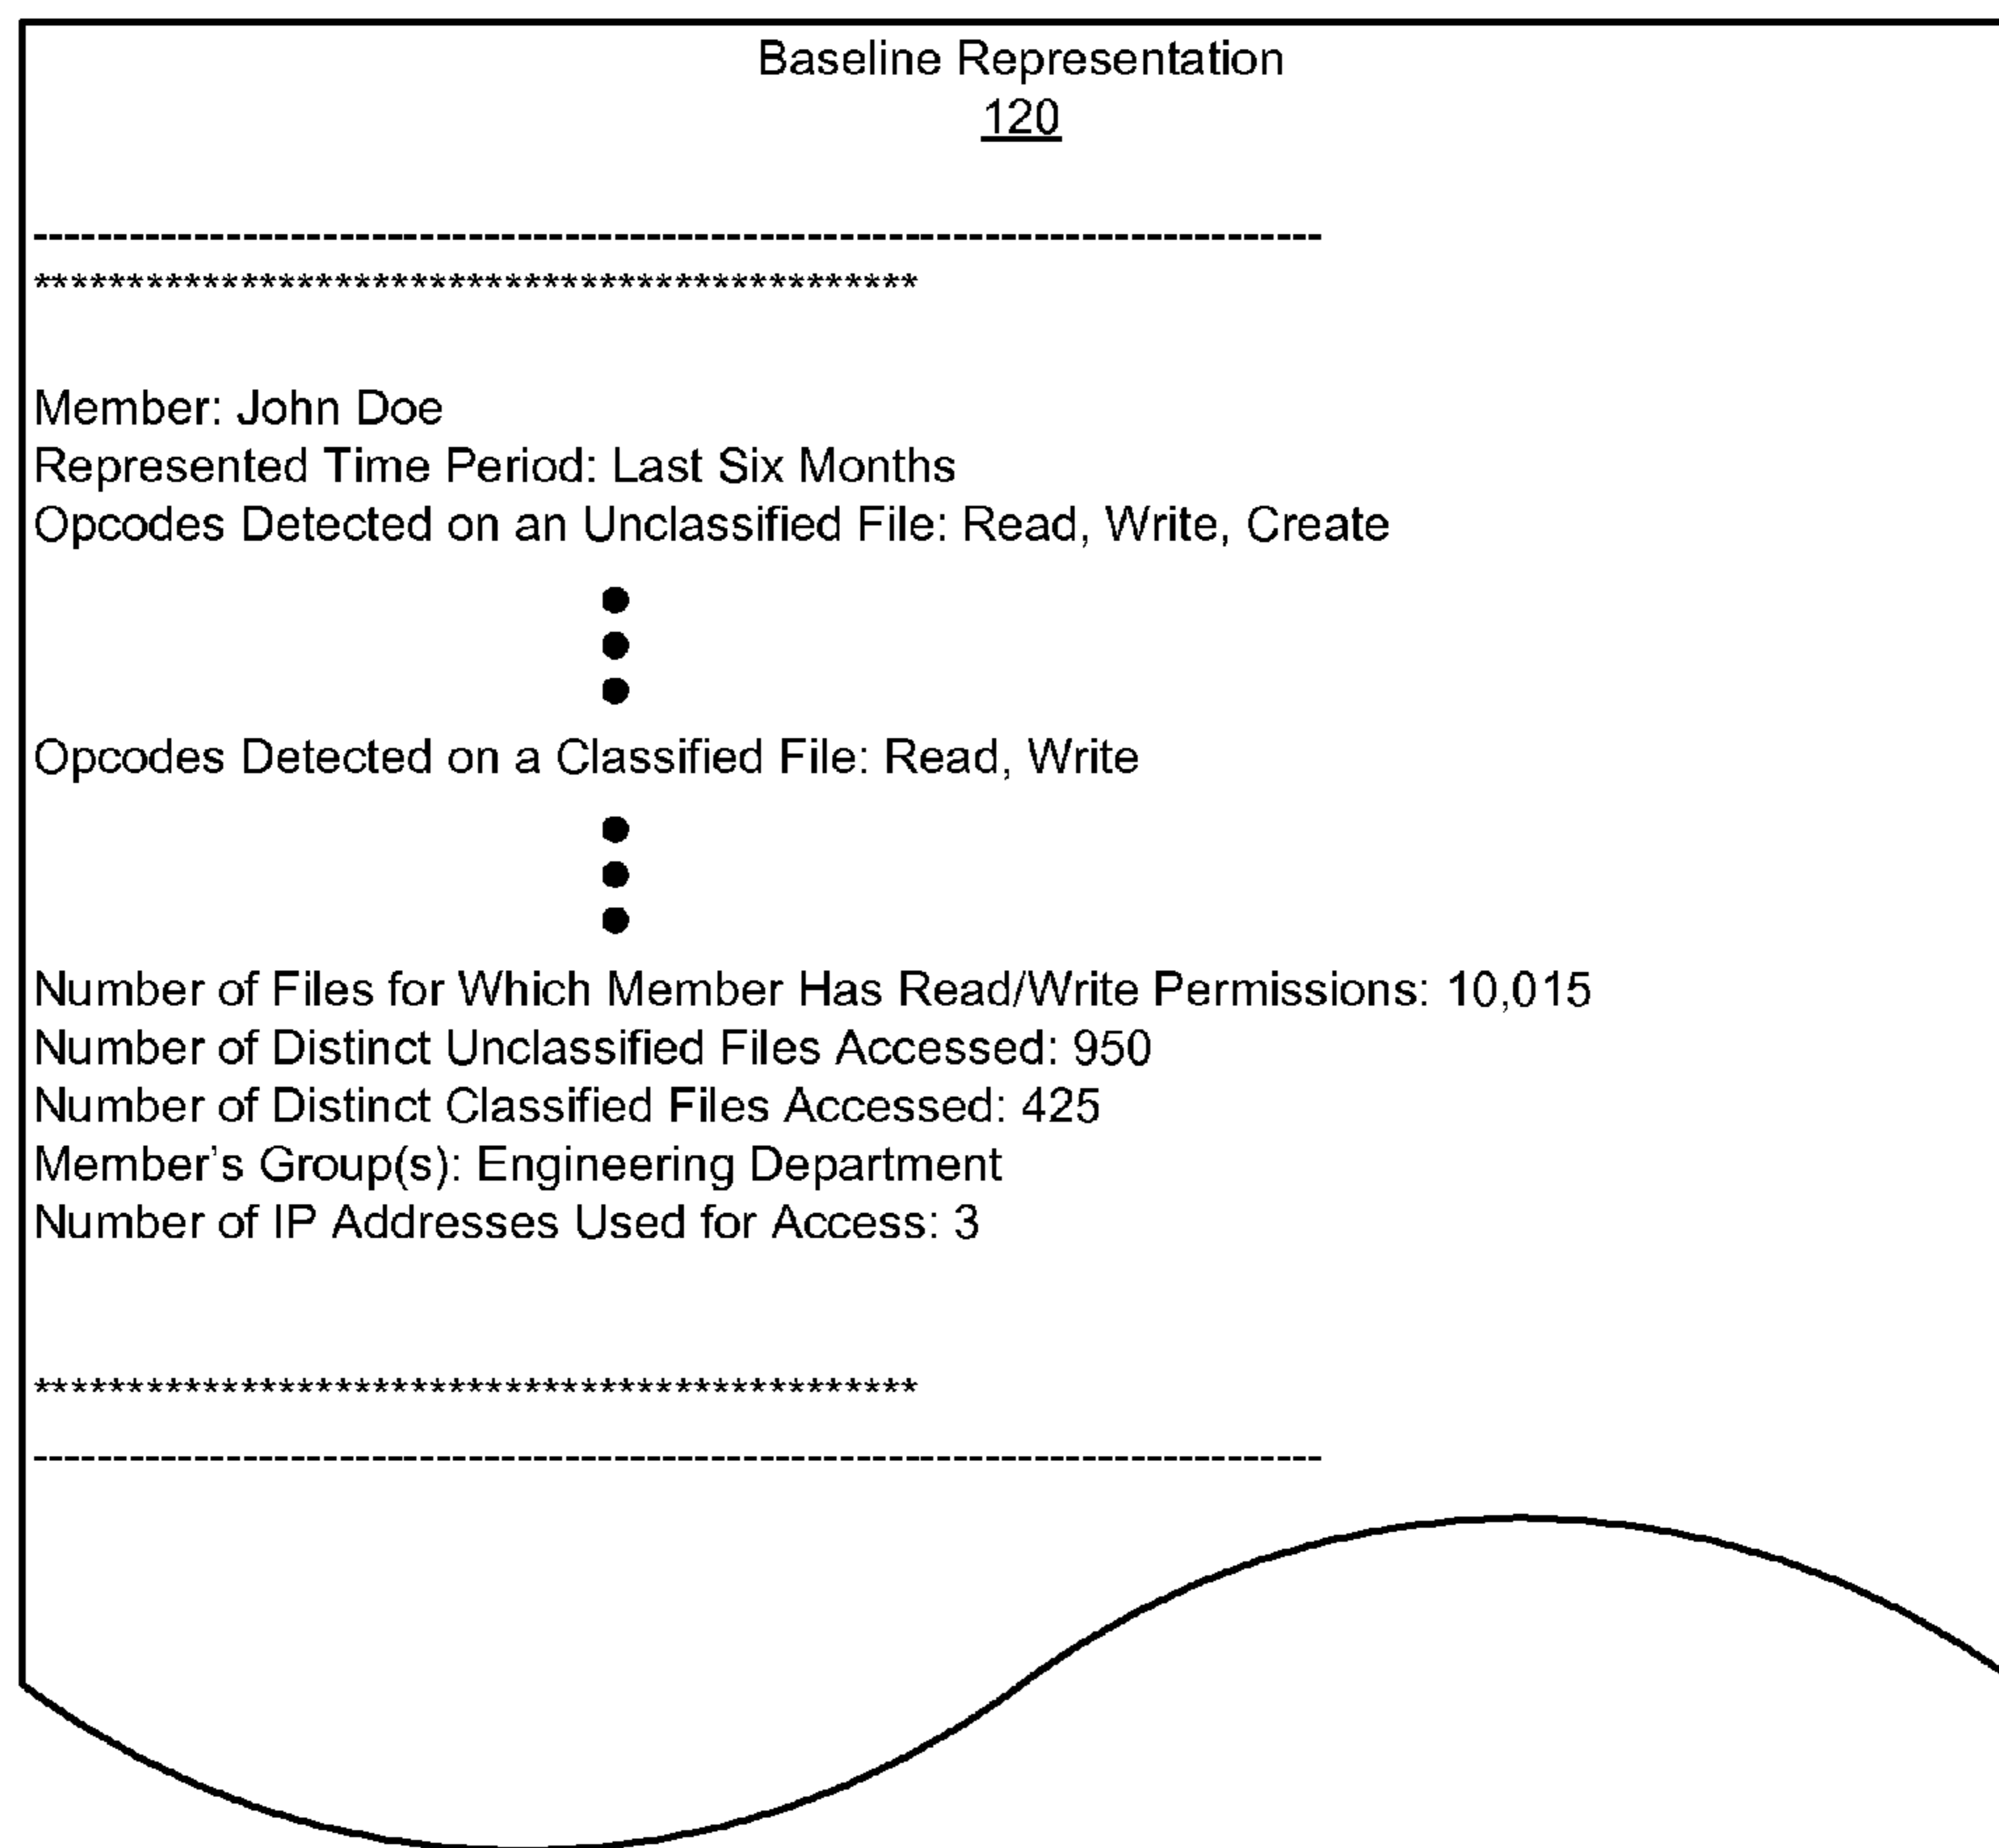 Baseline Representation
120
--------------------------------------------------------------------------------
***********************************************
Member: John Doe
Represented Time Period: Last Six Months
Opcodes Detected on an Unclassified File: Read, Write, Create
Opcodes Detected on a Classified File: Read, Write
Number of Files for Which Member Has Read/Write Permissions: 10,015
Number of Distinct Unclassified Files Accessed: 950
Number of Distinct Classified Files Accessed: 425
Member's Group(s): Engineering Department
Number of IP Addresses Used for Access: 3
***********************************************
--------------------------------------------------------------------------------